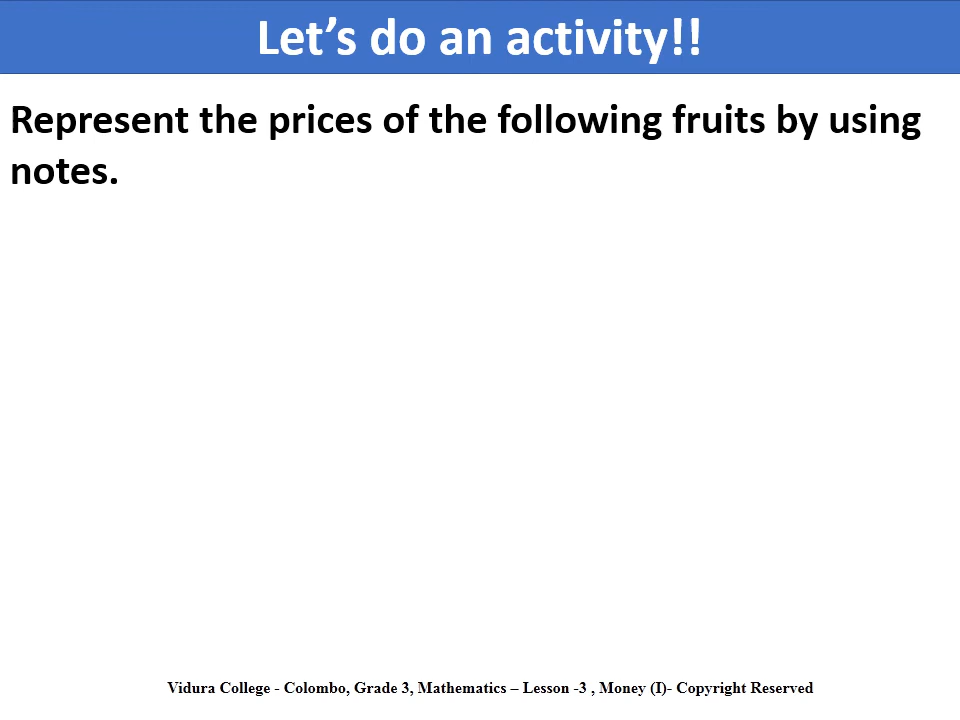 Let’s do an activity!!
Represent the prices of the following fruits by using
notes.
Vidura College - Colombo, Grade 3, Mathematics – Lesson -3 , Money (I)- Copyright Reserved